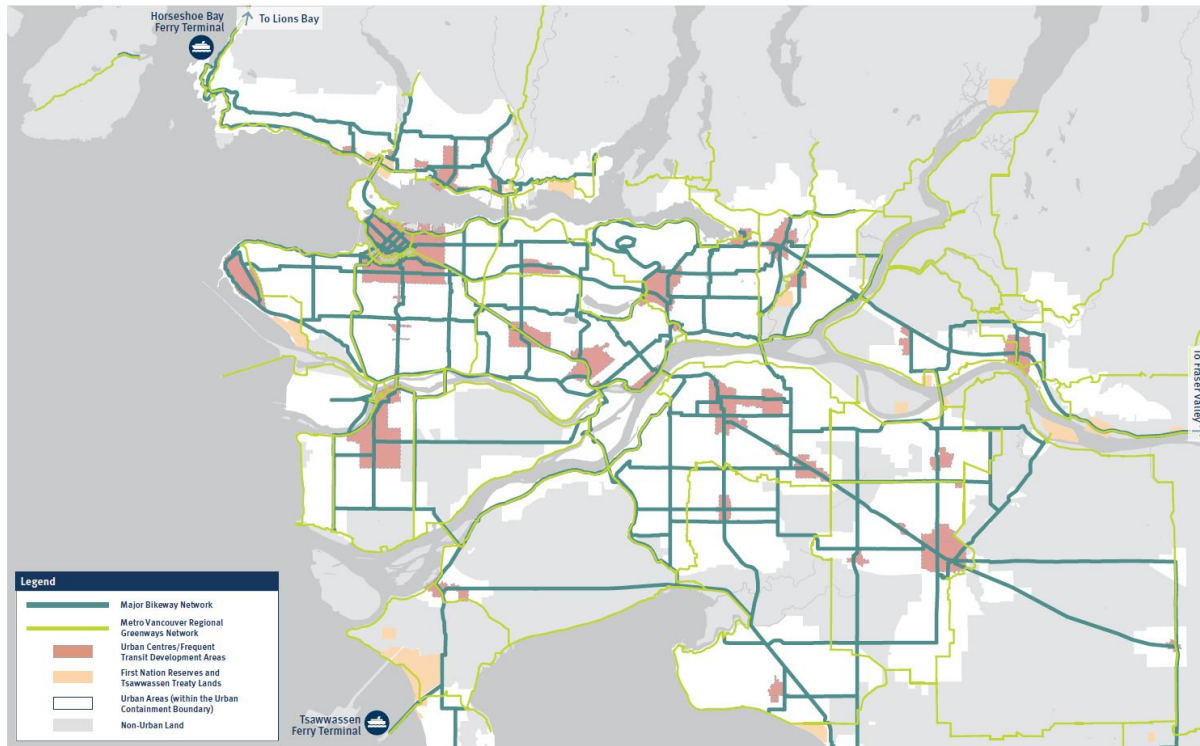 Horseshoe Bay
Ferry Terminal
To Lions Bay
To Fraser Valley
Legend
Major Bikeway Network
Metro Vancouver Regional
Greenways Network
Urban Centres/Frequent
Transit Development Areas
First Nation Reserves and
Tsawwassen Treaty Lands
Urban Areas (within the Urban
Containment Boundary)
Non-Urban Land
Tsawwassen
Ferry Terminal